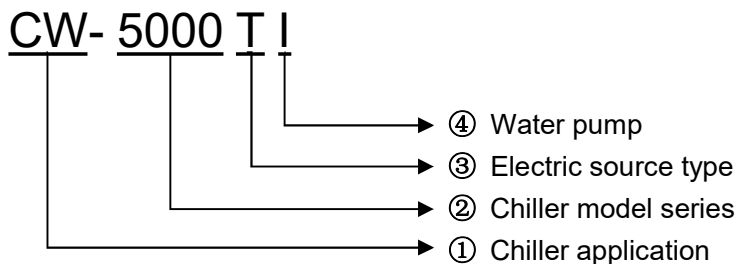 CW- 5000 T I
④ Water pump
③ Electric source type
② Chiller model series
① Chiller application